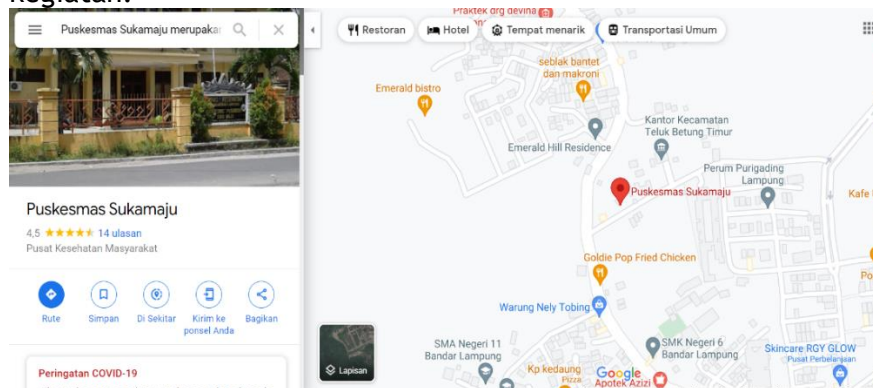 kegiatan.
Puskesmas Sukamaju merupakar
Puskesmas Sukamaju
4,5 14 ulasan
Pusat Kesehatan Masyarakat
Rute
Simpan
Di Sekitar
Kirim ke
ponsel Anda
Bagikan
Peringatan COVID-19
Restoran
Hotel
Tempat menarik
Transportasi Umum
Praktek drg devina
seblak bantet
dan makroni
Emerald bistro
Emerald Hill Residence
Kantor Kecamatan
Teluk Betung Timur
Perum Purigading
Lampung
Puskesmas Sukamaju
Kafe
Goldie Pop Fried Chicken
Po
Warung Nely Tobing
SMA Negeri 11
Bandar Lampung
SMK Negeri 6
Bandar Lampung
Skincare RGY GLOW
Pusat Perbelanjaan
Kp kedaung
Pizza
Google
Apotek Azizi
Lapisan